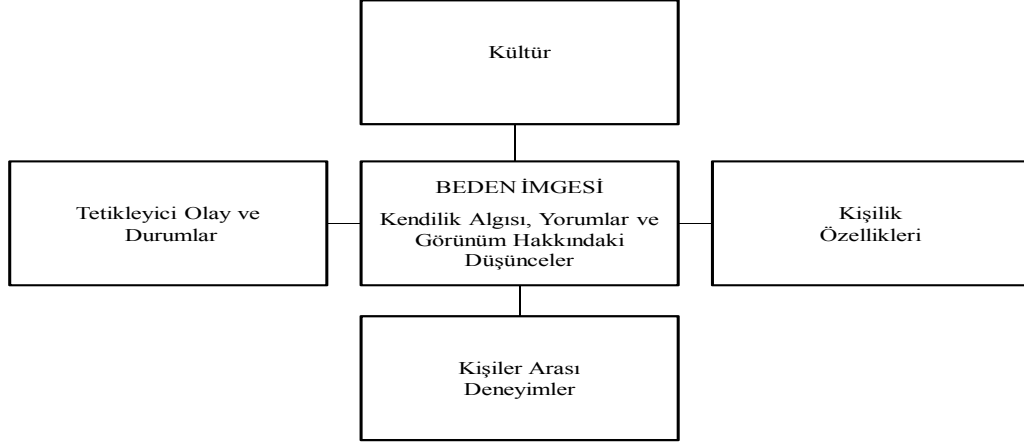 Kültür
Tetikleyici Olay ve
Durumlar
BEDEN İMGESİ
Kendilik Algısı, Yorumlar ve
Görünüm Hakkındaki
Düşünceler
Kişilik
Özellikleri
Kişiler Arası
Deneyimler